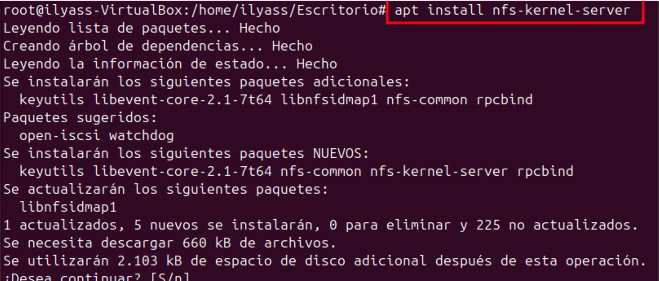 root@ilyass-VirtualBox:/home/ilyass/Escritorio# apt install nfs-kernel-server
Leyendo lista de paquetes... Hecho
Creando árbol de dependencias... Hecho
Leyendo la información de estado... Hecho
Se instalarán los siguientes paquetes adicionales:
  keyutils libevent-core-2.1-7t64 libnfsidmap1 nfs-common rpcbind
Paquetes sugeridos:
  open-iscsi watchdog
Se instalarán los siguientes paquetes NUEVOS:
  keyutils libevent-core-2.1-7t64 nfs-common nfs-kernel-server rpcbind
Se actualizarán los siguientes paquetes:
  libnfsidmap1
1 actualizados, 5 nuevos se instalarán, 0 para eliminar y 225 no actualizados.
Se necesita descargar 660 kB de archivos.
Se utilizarán 2.103 kB de espacio de disco adicional después de esta operación.
¿Desea continuar? [S/n]